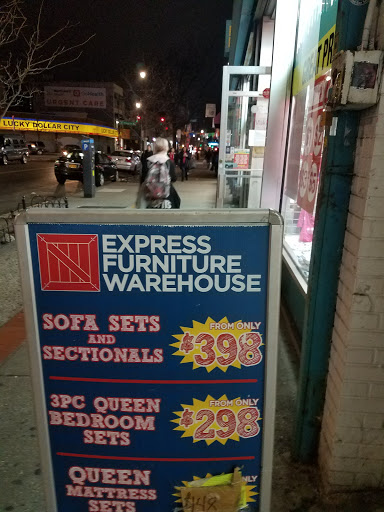 URGENT CARE
LUCKY DOLLAR CITY
EXPRESS
FURNITURE
WAREHOUSE
SOFA SETS
AND
SECTIONALS
FROM ONLY
$398
3PC QUEEN
BEDROOM
SETS
FROM ONLY
$298
QUEEN
MATTRESS
SETS